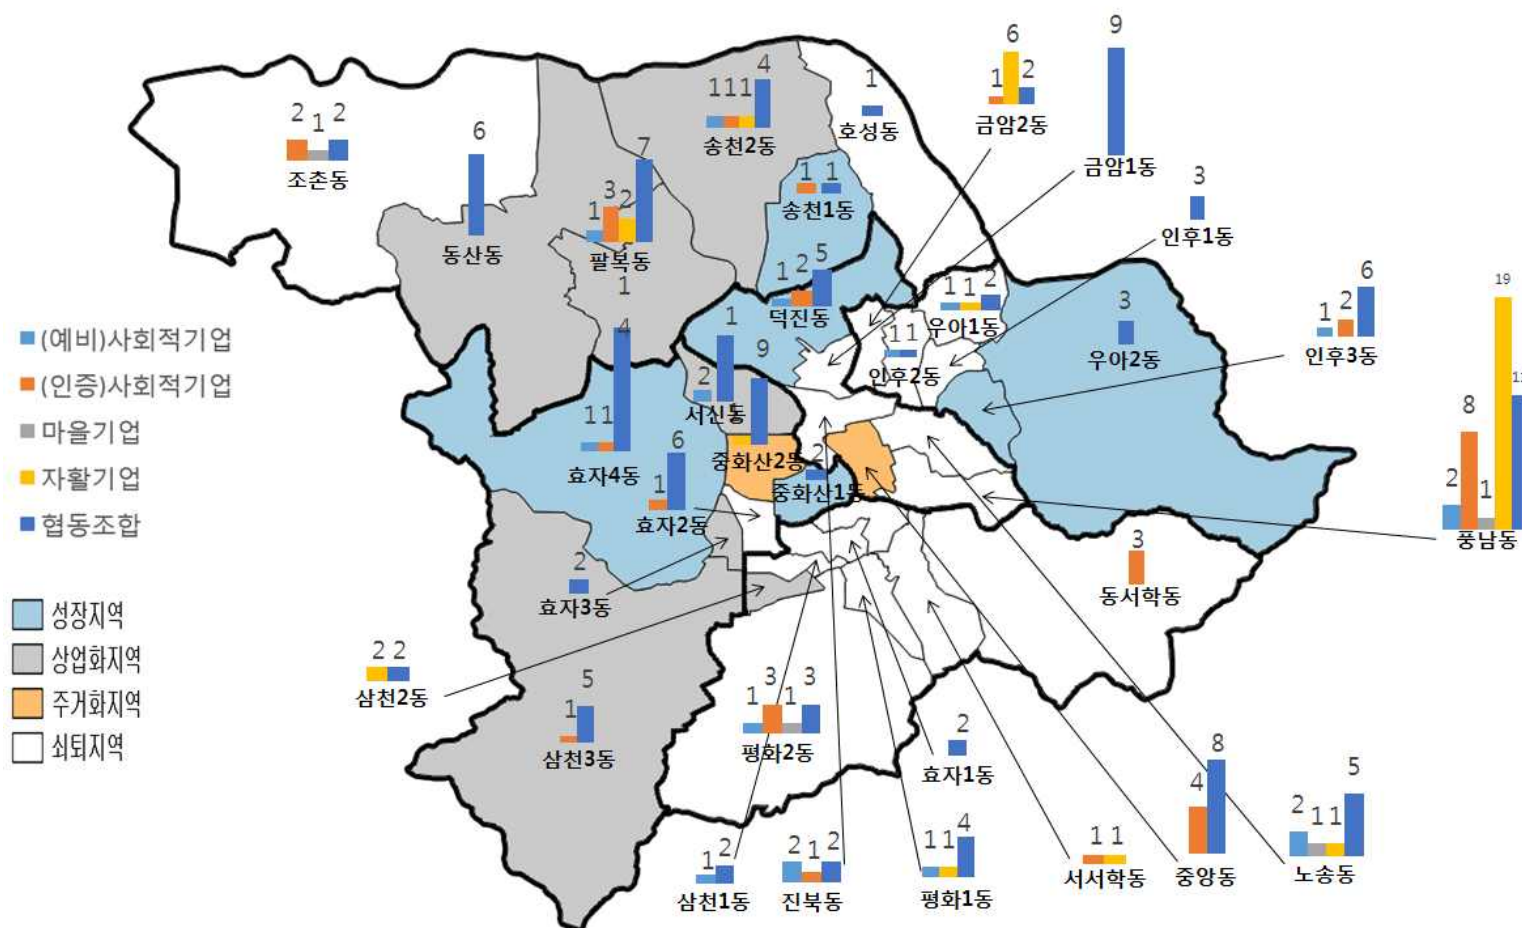 9
금암1동
6
1 2
금암2동
4
1 1 1
송천2동
1
호성동
2 1 2
조촌동
6
동산동
7
1 3 2
팔복동
1 1
송천1동
3
인후1동
1 2 5
덕진동
1 1 2
우아1동
1 1
인후2동
3
우아2동
1 2 6
인후3동
19
2 8 1
풍남동
1
4
1 1
효자4동
1
2
서신동
9
1
중화산2동
2
중화산1동
6
1
효자2동
2
효자3동
3
동서학동
2 2
삼천2동
5
1
삼천3동
1 3 1 3
평화2동
2
효자1동
1 2
삼천1동
2 1 2
진북동
1 1 4
평화1동
1 1
서서학동
4 8
중앙동
2 1 1 5
노송동
(예비)사회적기업
(인증)사회적기업
마을기업
자활기업
협동조합
성장지역
상업화지역
주거화지역
쇠퇴지역